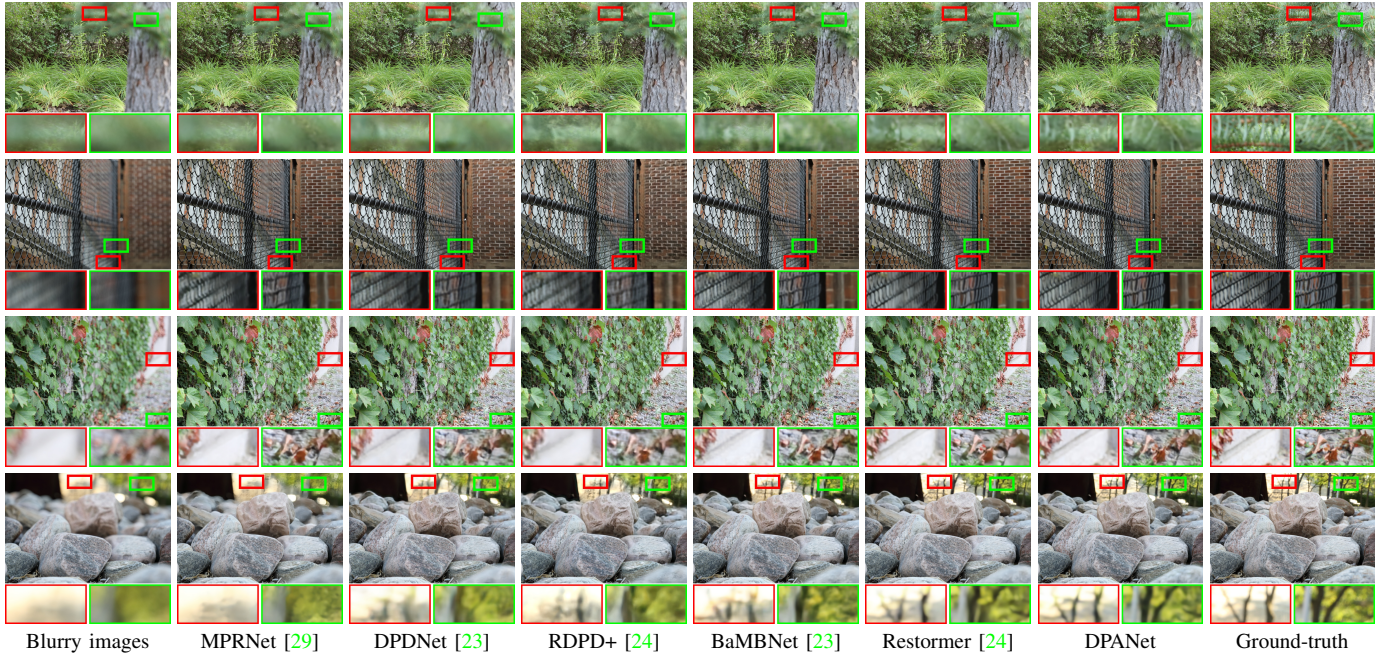 Blurry images MPRNet [29] DPDNet [23] RDPD+ [24] BaMBNet [23] Restormer [24] DPANet Ground-truth